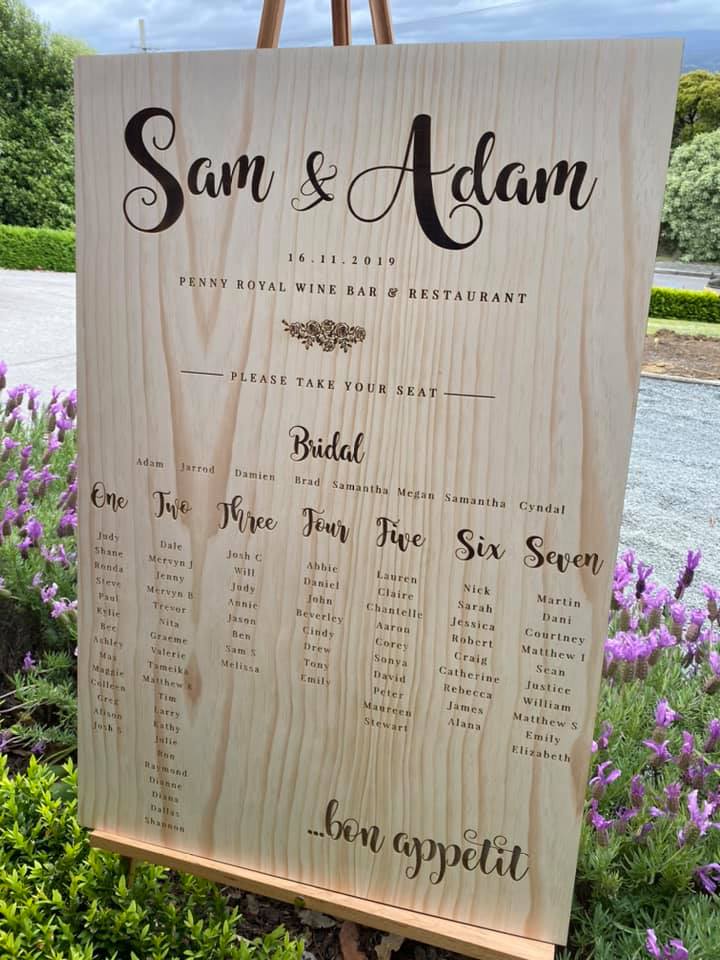 Sam & Adam
16.11.2019
PENNY ROYAL WINE BAR & RESTAURANT
PLEASE TAKE YOUR SEAT
Bridal
Adam Jarrod Damien Brad Samantha Megan Samantha Cyndal
One
Judy
Shane
Ronda
Steve
Paul
Kylie
Bec
Ashley
Max
Maggie
Colleen
Greg
Alison
Josh S
Two
Dale
Mervyn J
Jenny
Mervyn B
Trevor
Nita
Graeme
Valerie
Tameika
Matthew
Tim
Larry
Kathy
Julie
Ron
Raymond
Dianne
Diana
Dallas
Shannon
Three
Josh C
Will
Judy
Annie
Jason
Ben
Sam S
Melissa
Four
Abbie
Daniel
John
Beverley
Cindy
Drew
Tony
Emily
Five
Lauren
Claire
Chantelle
Aaron
Corey
Sonya
David
Peter
Maureen
Stewart
Six
Nick
Sarah
Jessica
Robert
Craig
Catherine
Rebecca
James
Alana
Seven
Martin
Dani
Courtney
Matthew I
Sean
Justice
William
Matthew S
Emily
Elizabeth
...bon appetit